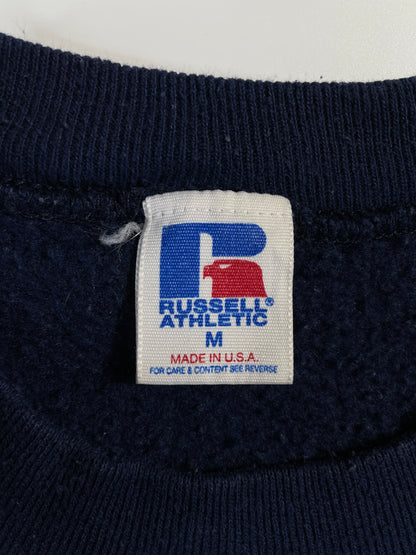 RUSSELL®
ATHLETIC
M
MADE IN U.S.A.
FOR CARE & CONTENT SEE REVERSE